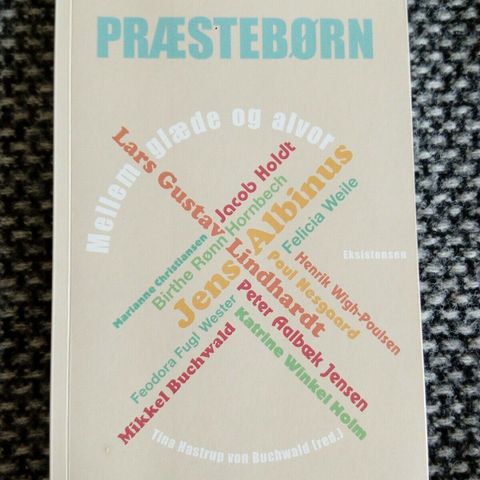 PRÆSTEBØRN
Mellem glæde og alvor
Lars Gustav Lindhardt
Jacob Holdt
Marianne Christiansen
Birthe Rønn Hornbech
Jens Albinus
Felicia Weile
Eksistensen
Poul Nesgaard
Henrik Wigh-Poulsen
Feodora Fugl Wester
Peter Aalbæk Jensen
Mikkel Buchwald
Katrine Winkel Holm
Tina Hastrup von Buchwald (red.)